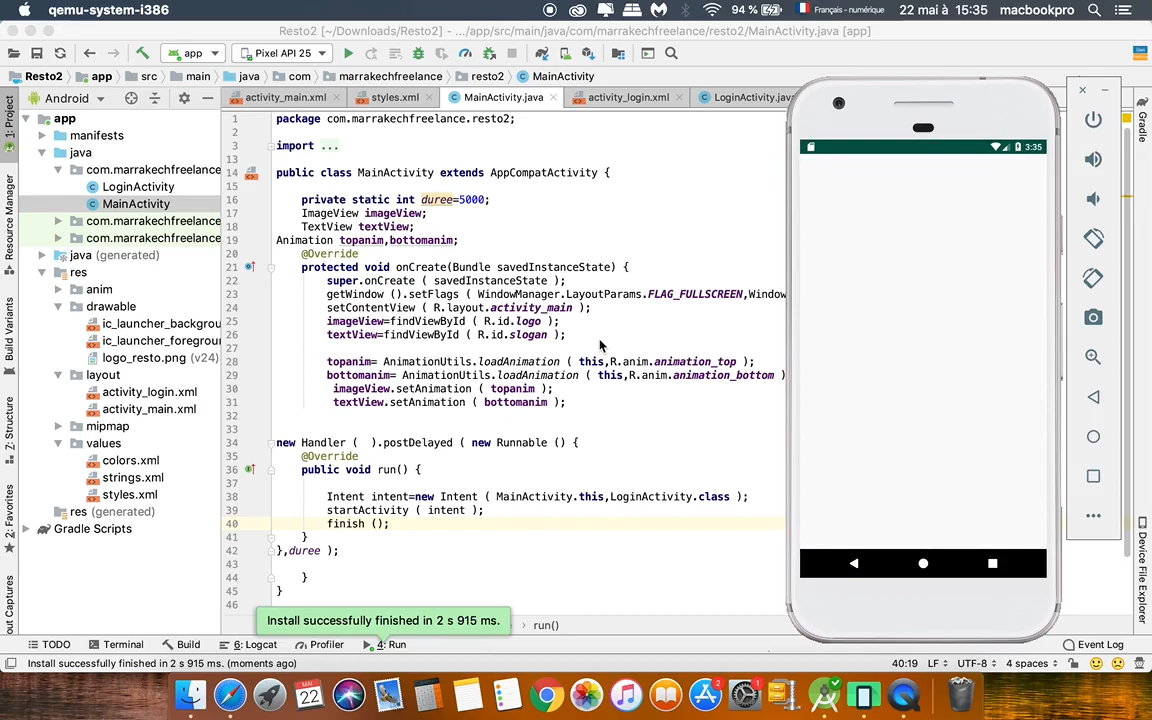 qemu-system-i386
94 %
Français - numérique
22 mai à 15:35
macbookpro
Resto2 [~/Downloads/Resto2] - .../app/src/main/java/com/marrakechfreelance/resto2/MainActivity.java [app]
app
Pixel API 25
Resto2
app
src
main
java
com
marrakechfreelance
resto2
MainActivity
Android
activity_main.xml
styles.xml
MainActivity.java
activity_login.xml
LoginActivity.ja
1: Project
Resource Manager
Build Variants
7: Structure
2: Favorites
out Captures
Gradle
Device File Explorer
app
manifests
java
com.marrakechfreelance
LoginActivity
MainActivity
com.marrakechfreelance
com.marrakechfreelance
java (generated)
res
anim
drawable
ic_launcher_backgrou
ic_launcher_foregrour
logo_resto.png (v24)
layout
activity_login.xml
activity_main.xml
mipmap
values
colors.xml
strings.xml
styles.xml
res (generated)
Gradle Scripts
1 package com.marrakechfreelance.resto2;
2
3 import ...
13
14 public class MainActivity extends AppCompatActivity {
15
16 private static int duree=5000;
17 ImageView imageView;
18 TextView textView;
19 Animation topanim,bottomanim;
20 @Override
21 protected void onCreate(Bundle savedInstanceState) {
22 super.onCreate ( savedInstanceState );
23 getWindow ().setFlags ( WindowManager.LayoutParams.FLAG_FULLSCREEN,Window
24 setContentView ( R.layout.activity_main );
25 imageView=findViewById ( R.id.logo );
26 textView=findViewById ( R.id.slogan );
27
28 topanim= AnimationUtils.loadAnimation ( this,R.anim.animation_top );
29 bottomanim= AnimationUtils.loadAnimation ( this,R.anim.animation_bottom )
30 imageView.setAnimation ( topanim );
31 textView.setAnimation ( bottomanim );
32
33
34 new Handler (  ).postDelayed ( new Runnable () {
35 @Override
36 public void run() {
37
38 Intent intent=new Intent ( MainActivity.this,LoginActivity.class );
39 startActivity ( intent );
40 finish ();
41 }
42 },duree );
43
44 }
45 }
46
3:35
Install successfully finished in 2 s 915 ms.
run()
TODO
Terminal
Build
6: Logcat
Profiler
4: Run
Event Log
Install successfully finished in 2 s 915 ms. (moments ago)
40:19
LF
UTF-8
4 spaces
MAI
22
2
1